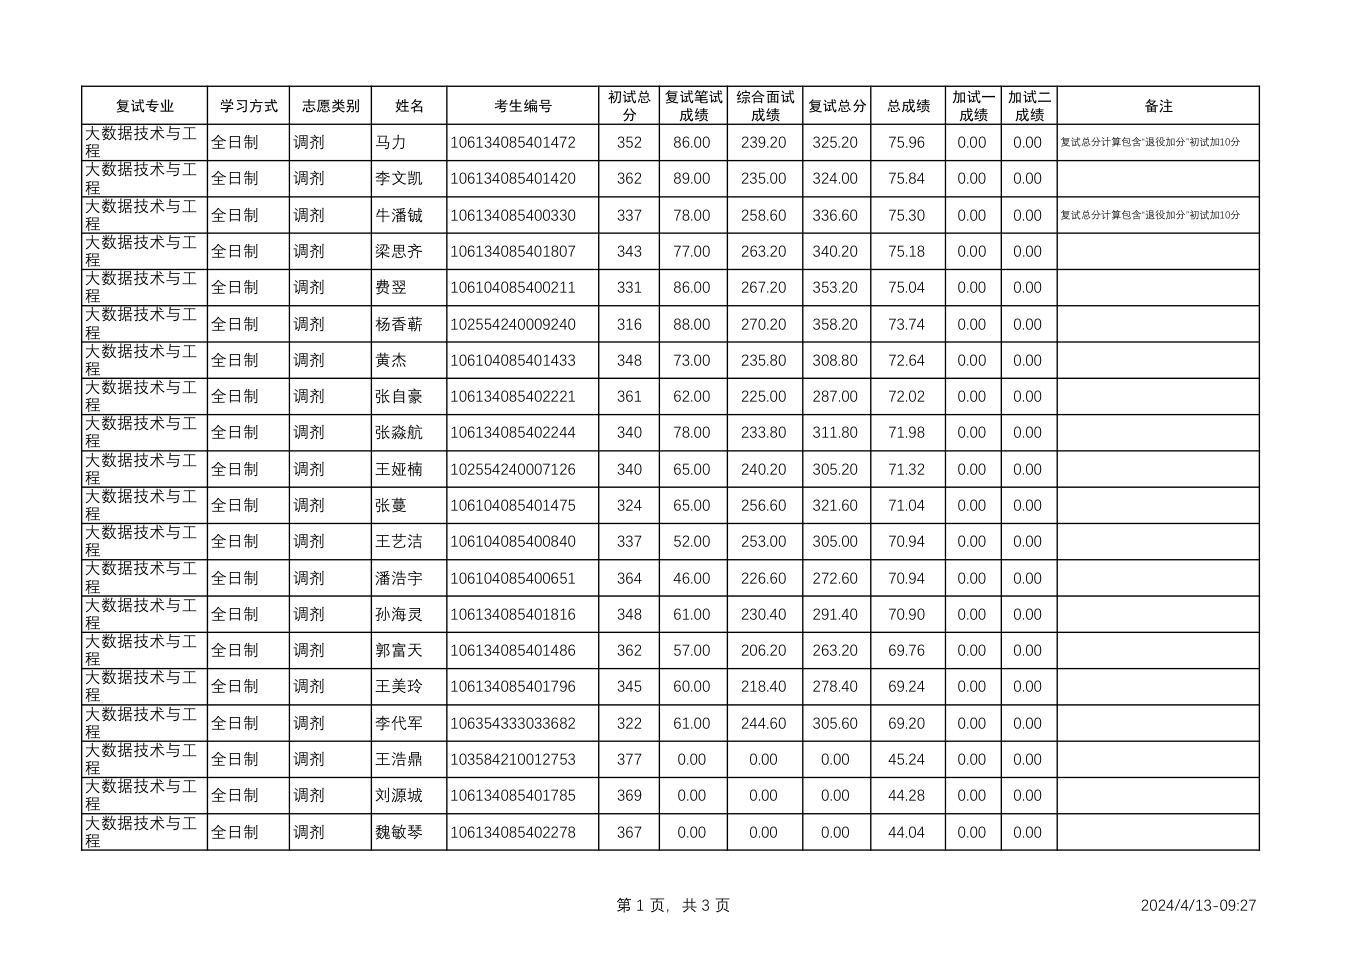 复试专业 学习方式 志愿类别 姓名 考生编号 初试总分 复试笔试成绩 综合面试成绩 复试总分 总成绩 加试一成绩 加试二成绩 备注
大数据技术与工程 全日制 调剂 马力 106134085401472 352 86.00 239.20 325.20 75.96 0.00 0.00 复试总分计算包含“退役加分”初试加10分
大数据技术与工程 全日制 调剂 李文凯 106134085401420 362 89.00 235.00 324.00 75.84 0.00 0.00
大数据技术与工程 全日制 调剂 牛潘铖 106134085400330 337 78.00 258.60 336.60 75.30 0.00 0.00 复试总分计算包含“退役加分”初试加10分
大数据技术与工程 全日制 调剂 梁思齐 106134085401807 343 77.00 263.20 340.20 75.18 0.00 0.00
大数据技术与工程 全日制 调剂 费翌 106104085400211 331 86.00 267.20 353.20 75.04 0.00 0.00
大数据技术与工程 全日制 调剂 杨香蕲 102554240009240 316 88.00 270.20 358.20 73.74 0.00 0.00
大数据技术与工程 全日制 调剂 黄杰 106104085401433 348 73.00 235.80 308.80 72.64 0.00 0.00
大数据技术与工程 全日制 调剂 张自豪 106134085402221 361 62.00 225.00 287.00 72.02 0.00 0.00
大数据技术与工程 全日制 调剂 张淼航 106134085402244 340 78.00 233.80 311.80 71.98 0.00 0.00
大数据技术与工程 全日制 调剂 王娅楠 102554240007126 340 65.00 240.20 305.20 71.32 0.00 0.00
大数据技术与工程 全日制 调剂 张蔓 106104085401475 324 65.00 256.60 321.60 71.04 0.00 0.00
大数据技术与工程 全日制 调剂 王艺洁 106104085400840 337 52.00 253.00 305.00 70.94 0.00 0.00
大数据技术与工程 全日制 调剂 潘浩宇 106104085400651 364 46.00 226.60 272.60 70.94 0.00 0.00
大数据技术与工程 全日制 调剂 孙海灵 106134085401816 348 61.00 230.40 291.40 70.90 0.00 0.00
大数据技术与工程 全日制 调剂 郭富天 106134085401486 362 57.00 206.20 263.20 69.76 0.00 0.00
大数据技术与工程 全日制 调剂 王美玲 106134085401796 345 60.00 218.40 278.40 69.24 0.00 0.00
大数据技术与工程 全日制 调剂 李代军 106354333033682 322 61.00 244.60 305.60 69.20 0.00 0.00
大数据技术与工程 全日制 调剂 王浩鼎 103584210012753 377 0.00 0.00 0.00 45.24 0.00 0.00
大数据技术与工程 全日制 调剂 刘源城 106134085401785 369 0.00 0.00 0.00 44.28 0.00 0.00
大数据技术与工程 全日制 调剂 魏敏琴 106134085402278 367 0.00 0.00 0.00 44.04 0.00 0.00
第 1 页，共 3 页 2024/4/13-09:27